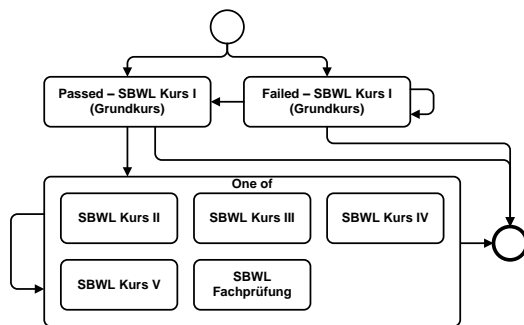 Passed – SBWL Kurs I
(Grundkurs)
Failed – SBWL Kurs I
(Grundkurs)
One of
SBWL Kurs II
SBWL Kurs III
SBWL Kurs IV
SBWL Kurs V
SBWL
Fachprüfung